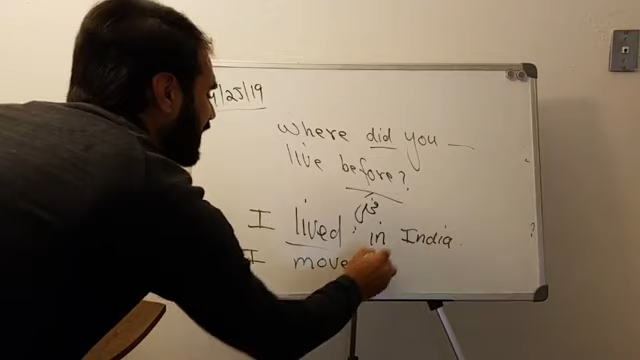 4/25/19
Where did you
live before?
I lived in India.
I move